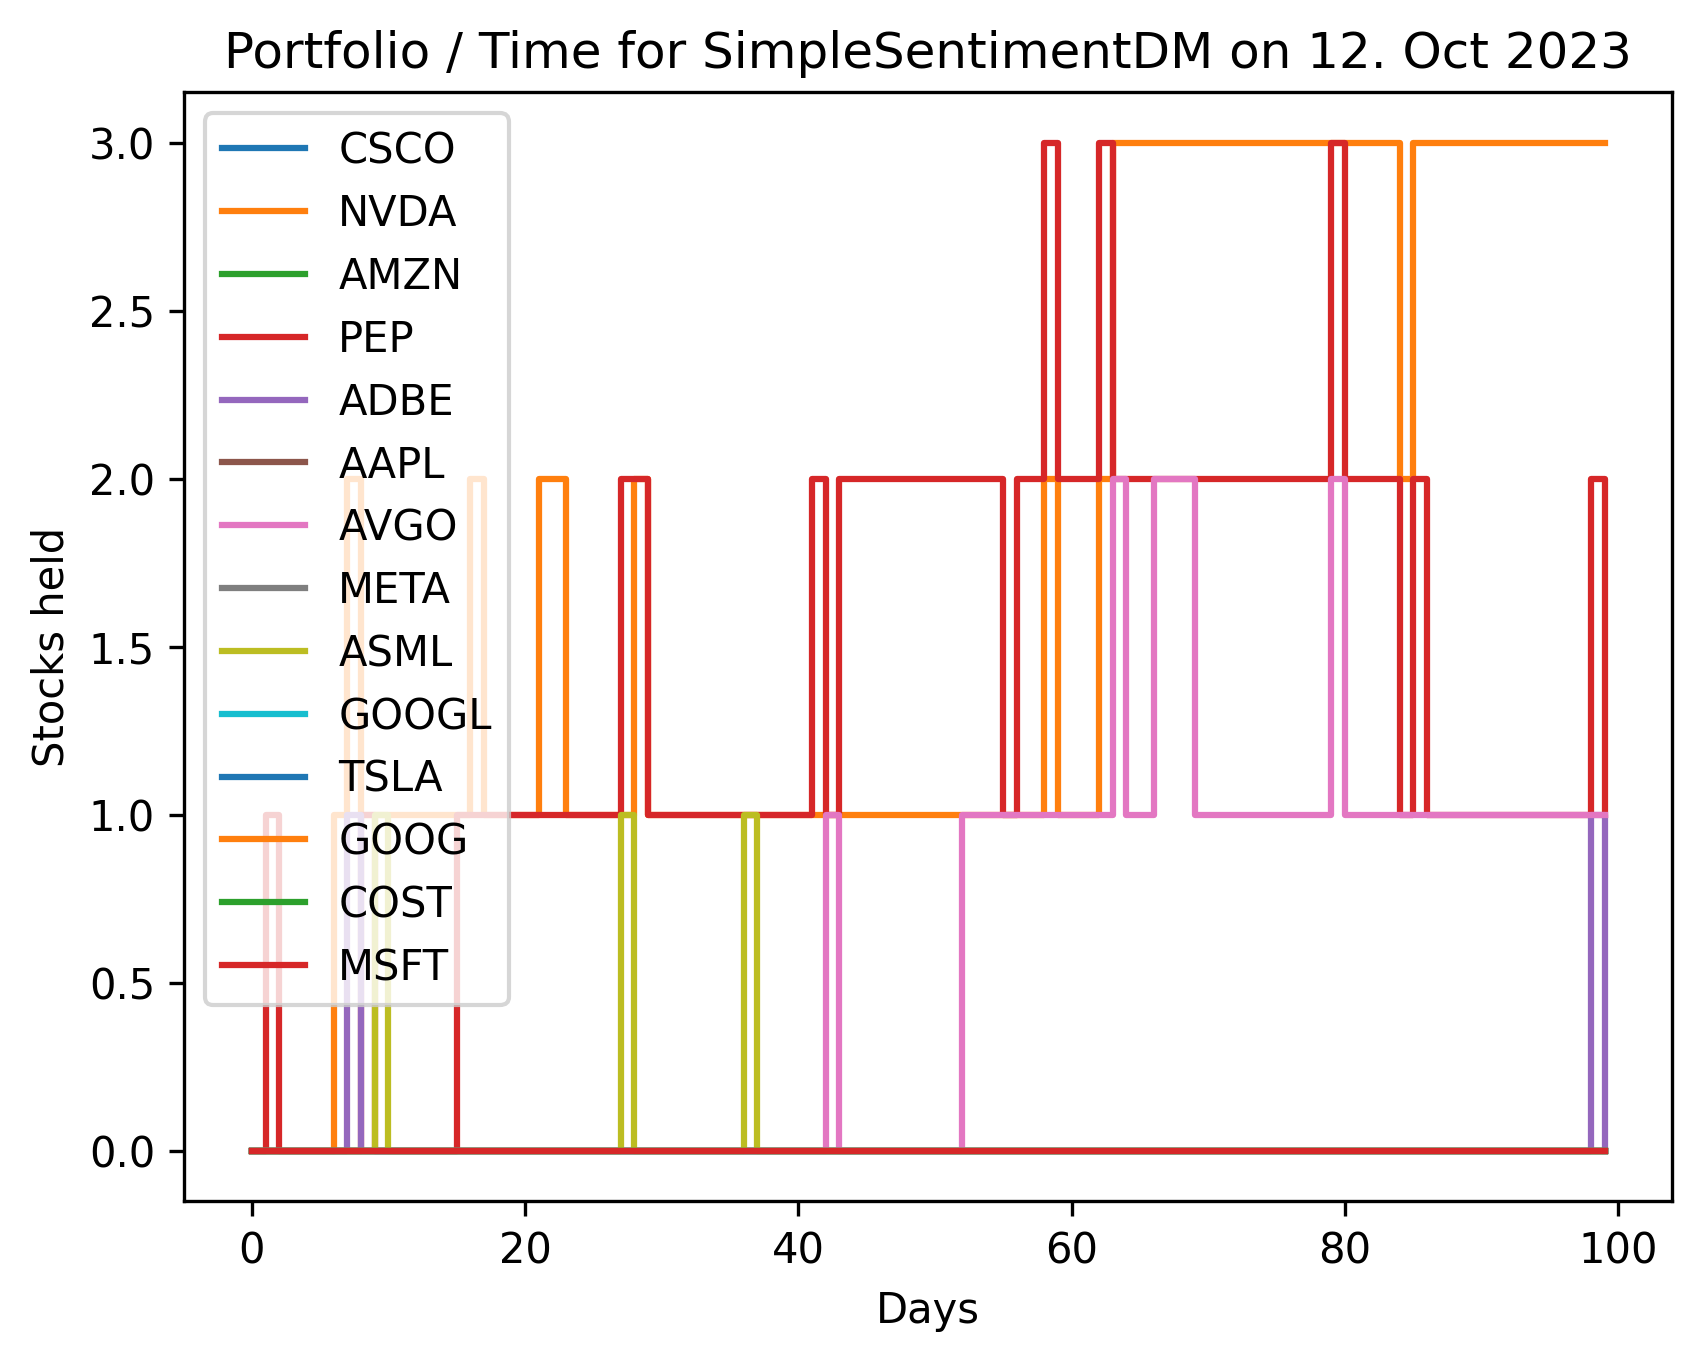 Portfolio / Time for SimpleSentimentDM on 12. Oct 2023
CSCO
NVDA
AMZN
PEP
ADBE
AAPL
AVGO
META
ASML
GOOGL
TSLA
GOOG
COST
MSFT
3.0
2.5
2.0
1.5
1.0
0.5
0.0
Stocks held
0 20 40 60 80 100
Days